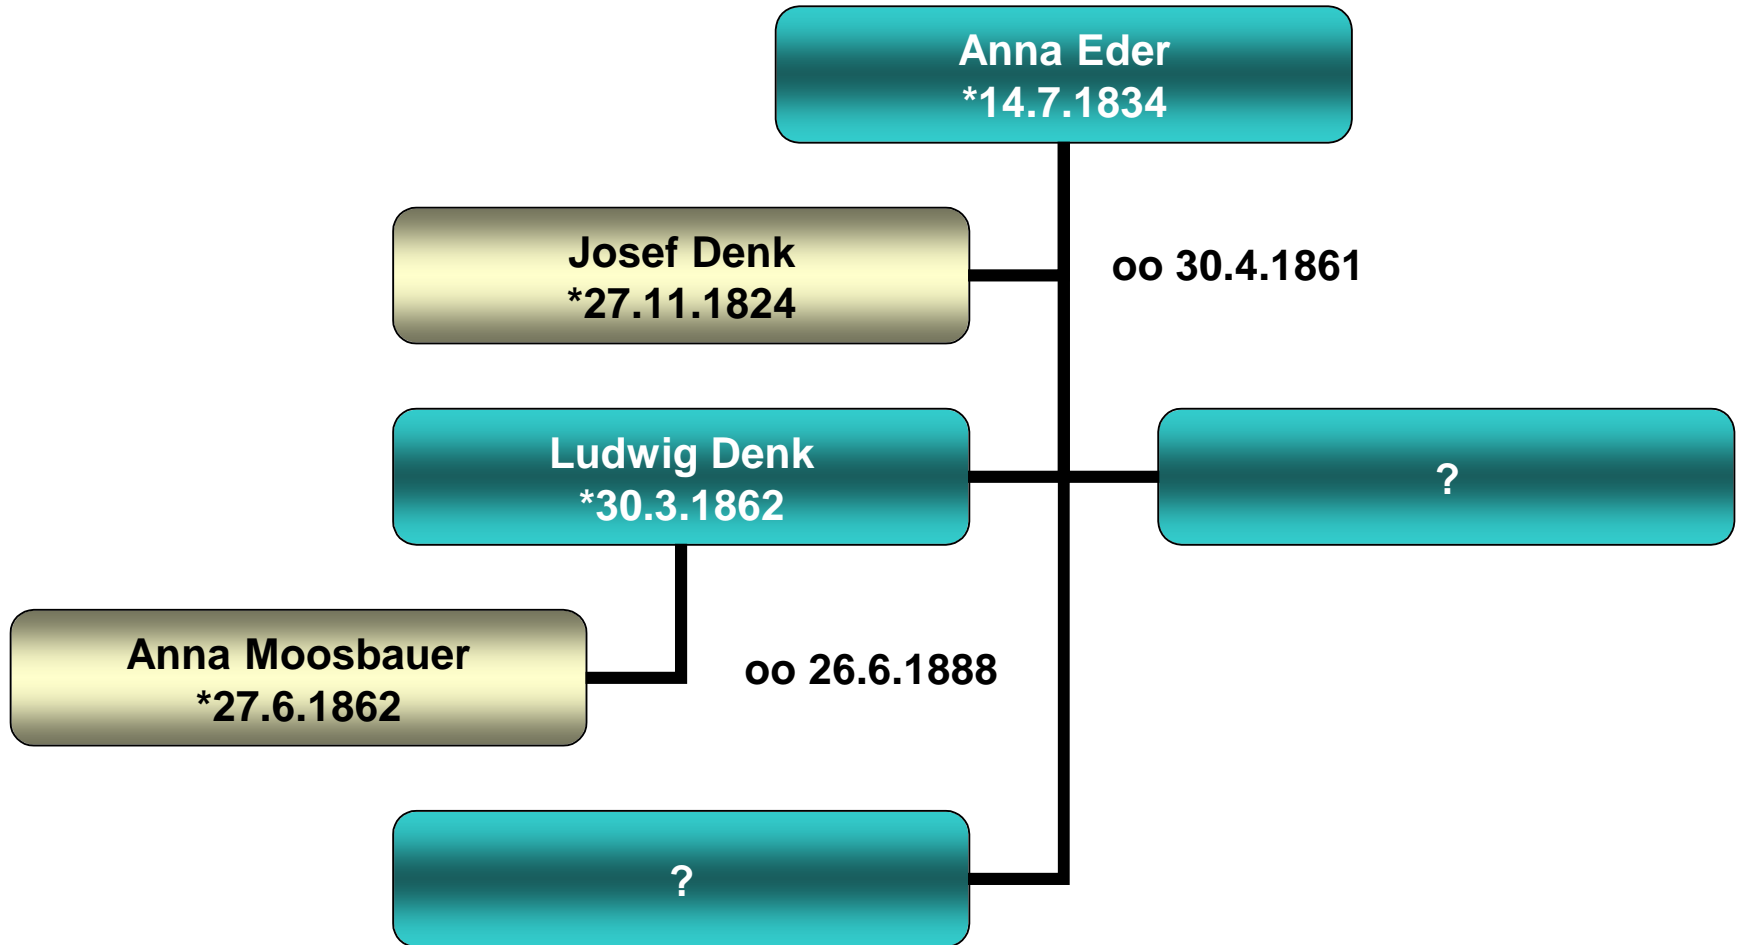 Anna Eder
*14.7.1834
Josef Denk
*27.11.1824
oo 30.4.1861
Ludwig Denk
*30.3.1862
?
Anna Moosbauer
*27.6.1862
oo 26.6.1888
?